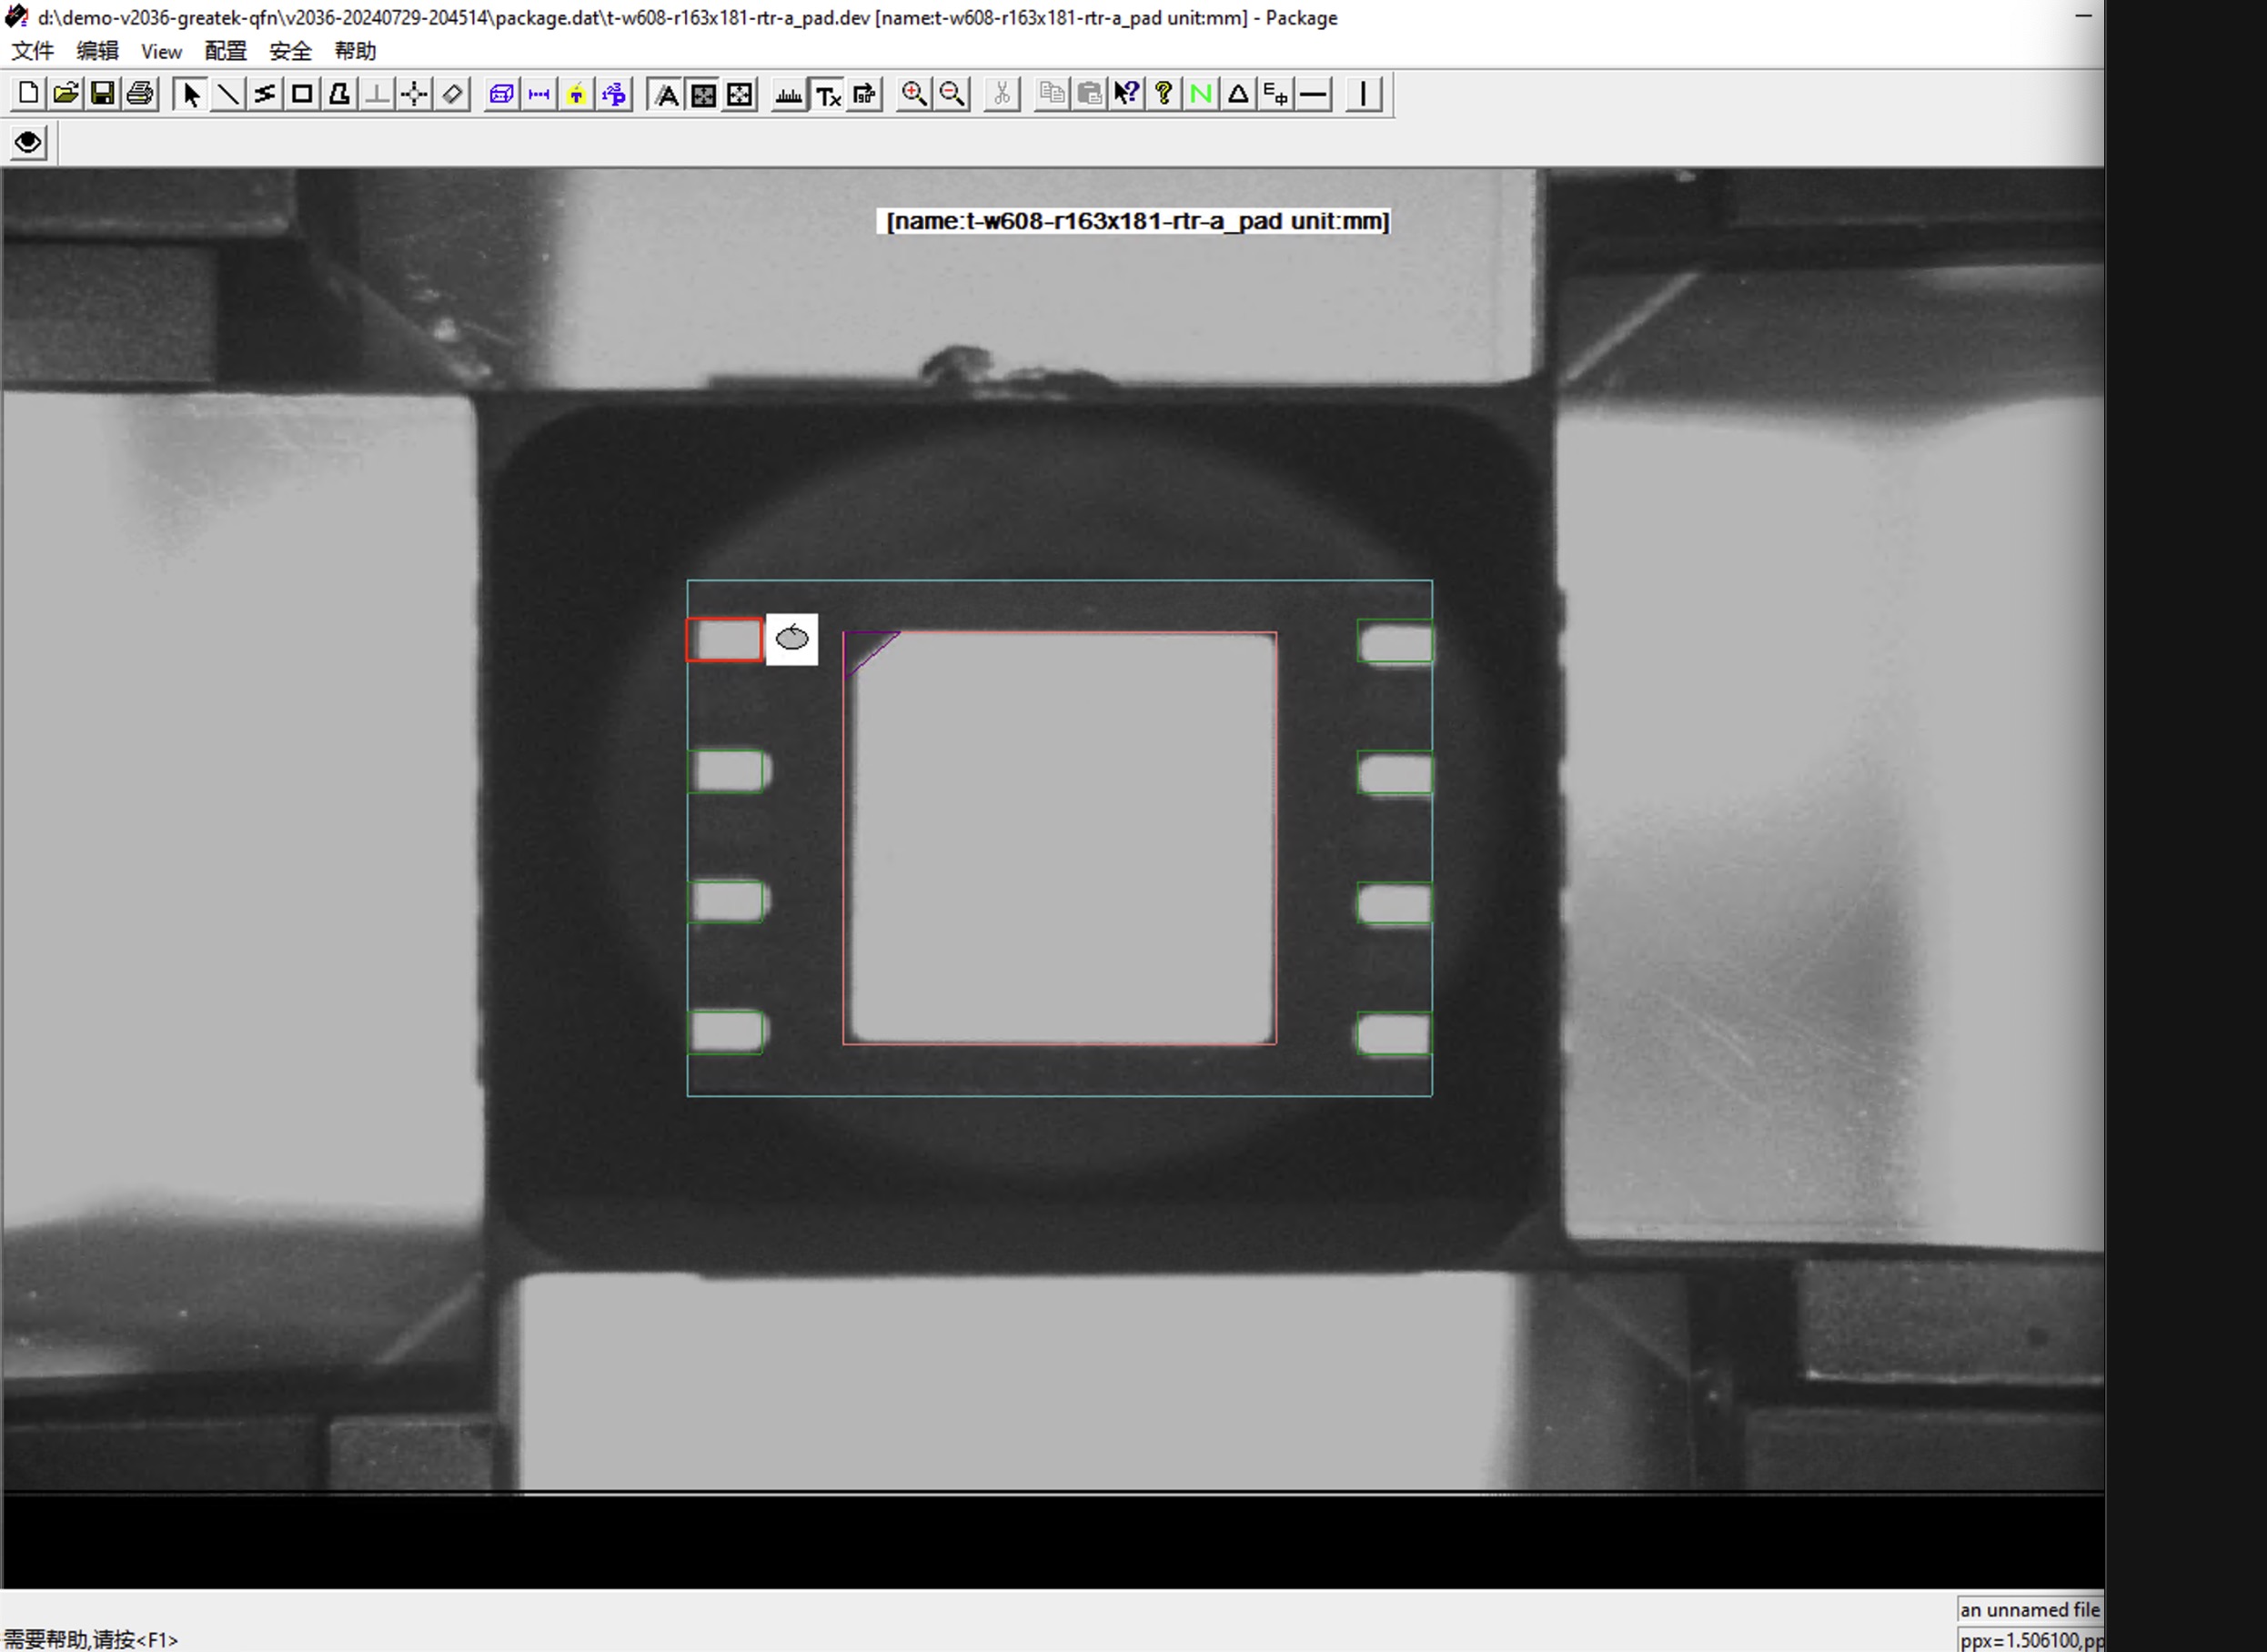 d:\demo-v2036-greatek-qfn\v2036-20240729-204514\package.dat\t-w608-r163x181-rtr-a_pad.dev [name:t-w608-r163x181-rtr-a_pad unit:mm] - Package
文件 编辑 View 配置 安全 帮助
[name:t-w608-r163x181-rtr-a_pad unit:mm]
an unnamed file
需要帮助,请按<F1>
ppx=1.506100,pp